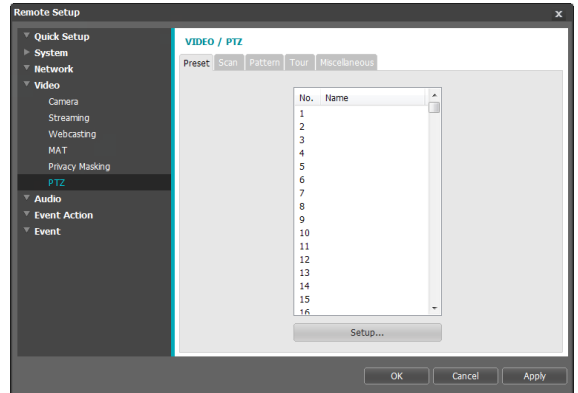 Remote Setup
x
Quick Setup
System
Network
Video
Camera
Streaming
Webcasting
MAT
Privacy Masking
PTZ
Audio
Event Action
Event
VIDEO / PTZ
Preset Scan Pattern Tour Miscellaneous
No. Name
1
2
3
4
5
6
7
8
9
10
11
12
13
14
15
16
Setup...
OK Cancel Apply